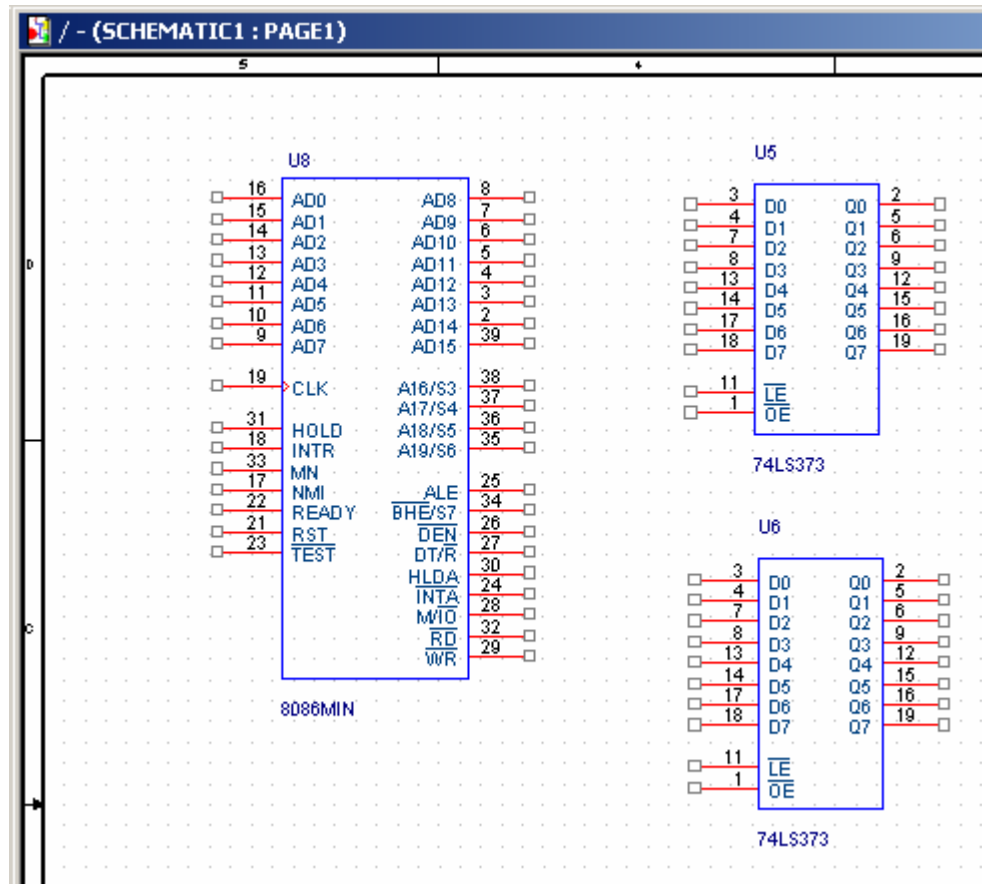 / - (SCHEMATIC1 : PAGE1)
5 4
D
C
U8
16 AD0 AD8 8
15 AD1 AD9 7
14 AD2 AD10 6
13 AD3 AD11 5
12 AD4 AD12 4
11 AD5 AD13 3
10 AD6 AD14 2
9 AD7 AD15 39
19 CLK A16/S3 38
A17/S4 37
31 HOLD A18/S5 36
18 INTR A19/S6 35
33 MN
17 NMI ALE 25
22 READY BHE/S7 34
21 RST DEN 26
23 TEST DT/R 27
HLDA 30
INTA 24
M/IO 28
RD 32
WR 29
8086MIN
U5
3 D0 Q0 2
4 D1 Q1 5
7 D2 Q2 6
8 D3 Q3 9
13 D4 Q4 12
14 D5 Q5 15
17 D6 Q6 16
18 D7 Q7 19
11 LE
1 OE
74LS373
U6
3 D0 Q0 2
4 D1 Q1 5
7 D2 Q2 6
8 D3 Q3 9
13 D4 Q4 12
14 D5 Q5 15
17 D6 Q6 16
18 D7 Q7 19
11 LE
1 OE
74LS373